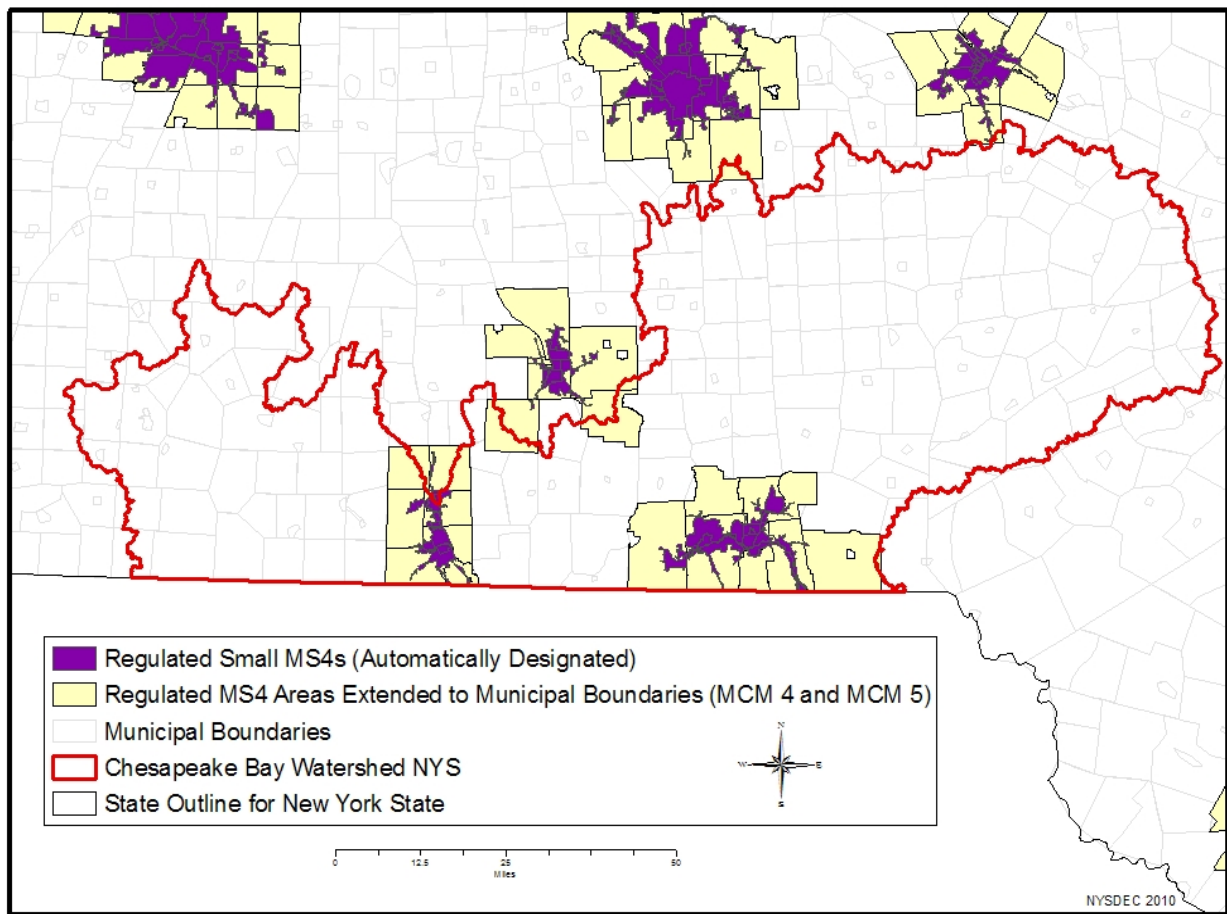 Regulated Small MS4s (Automatically Designated)
Regulated MS4 Areas Extended to Municipal Boundaries (MCM 4 and MCM 5)
Municipal Boundaries
Chesapeake Bay Watershed NYS
State Outline for New York State
N
W E
S
0 12.5 25 50
Miles
NYSDEC 2010